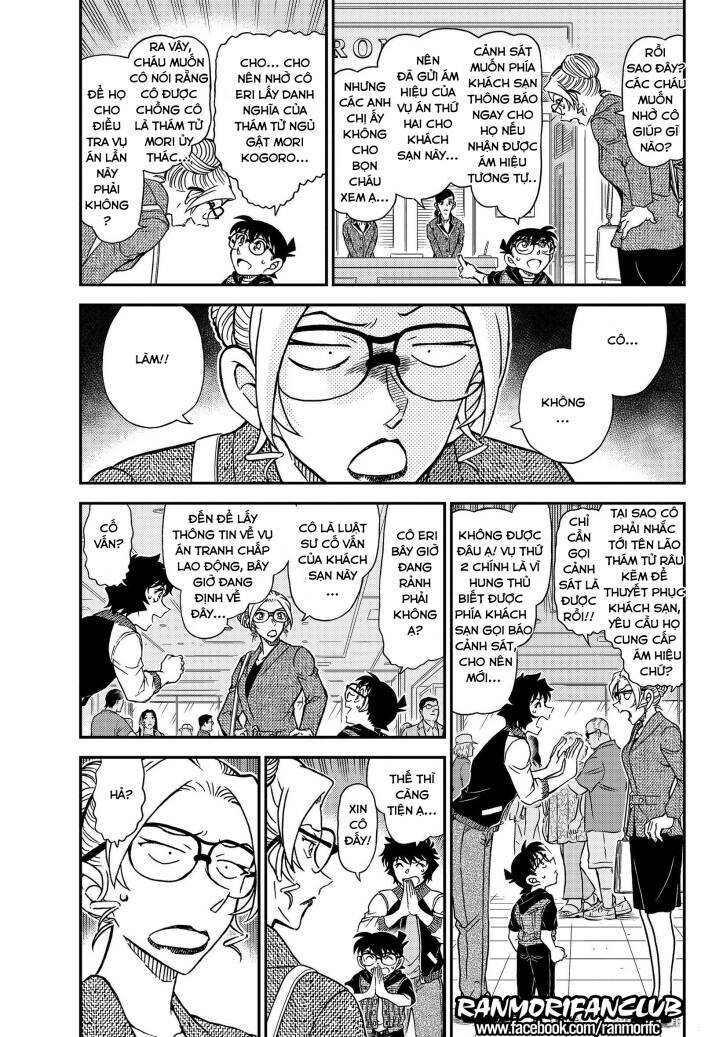 RỒI
SAO ĐÂY?
CÁC CHÁU
MUỐN
NHỜ CÔ
GIÚP GÌ
NÀO?
CẢNH SÁT
MUỐN PHÍA
KHÁCH SẠN
THÔNG BÁO
NGAY CHO
HỌ NẾU
NHẬN ĐƯỢC
ÁM HIỆU
TƯƠNG TỰ..
NÊN
ĐÃ GỬI ÁM
HIỆU CỦA
VỤ ÁN THỨ
HAI CHO
KHÁCH
SẠN NÀY...
NHƯNG
CÁC ANH
CHỊ ẤY
KHÔNG
CHO
BỌN
CHÁU
XEM Ạ...
CHO... CHO
NÊN NHỜ CÔ
ERI LẤY DANH
NGHĨA CỦA
THÁM TỬ NGỦ
GẬT MORI
KOGORO...
RA VẬY,
CHÁU MUỐN
CÔ NÓI RẰNG
CÔ ĐƯỢC
CHỒNG CÔ
LÀ THÁM TỬ
MORI ỦY
THÁC...
ĐỂ HỌ
CHO
ĐIỀU
TRA VỤ
ÁN LẦN
NÀY
PHẢI
KHÔNG?
CÔ...
KHÔNG
...
LÀM!!
TẠI SAO CÔ
PHẢI NHẮC
TỚI TÊN LÃO
THÁM TỬ RÂU
KẼM ĐỂ
THUYẾT PHỤC
KHÁCH SẠN,
YÊU CẦU HỌ
CUNG CẤP
ÁM HIỆU
CHỨ?
CHỈ
CẦN GỌI
CẢNH
SÁT LÀ
ĐƯỢC
RỒI!!
KHÔNG ĐƯỢC
ĐÂU Ạ! VỤ THỨ
2 CHÍNH LÀ VÌ
HUNG THỦ
BIẾT ĐƯỢC
PHÍA KHÁCH
SẠN GỌI BÁO
CẢNH SÁT,
CHO NÊN
MỚI...
CÔ ERI
BÂY GIỜ
ĐANG
RẢNH
PHẢI
KHÔNG
Ạ?
CÔ LÀ LUẬT
SƯ CỐ VẤN
CỦA KHÁCH
SẠN NÀY
...
ĐẾN ĐỂ LẤY
THÔNG TIN VỀ VỤ
ÁN TRANH CHẤP
LAO ĐỘNG, BÂY
GIỜ ĐANG
ĐỊNH VỀ
ĐÂY...
CỐ
VẤN?
THẾ THÌ
CÀNG
TIỆN Ạ...
XIN
CÔ
ĐẤY!
HẢ?
RANMORIFANCLUB
www.facebook.com/ranmorifc